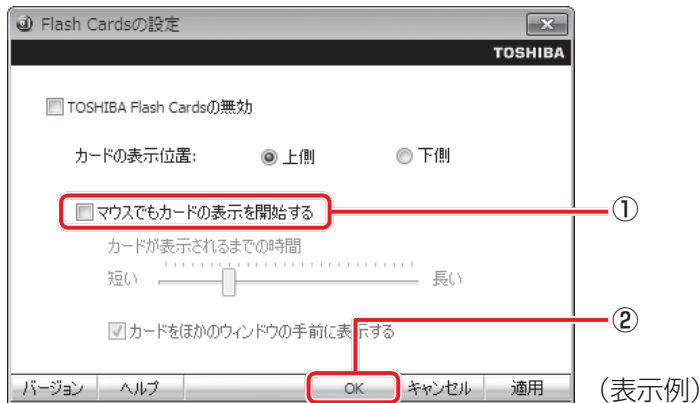 Flash Cardsの設定
TOSHIBA
TOSHIBA Flash Cardsの無効
カードの表示位置: 上側 下側
マウスでもカードの表示を開始する ①
カードが表示されるまでの時間
短い 長い
②
カードをほかのウィンドウの手前に表示する
バージョン ヘルプ OK キャンセル 適用 (表示例)